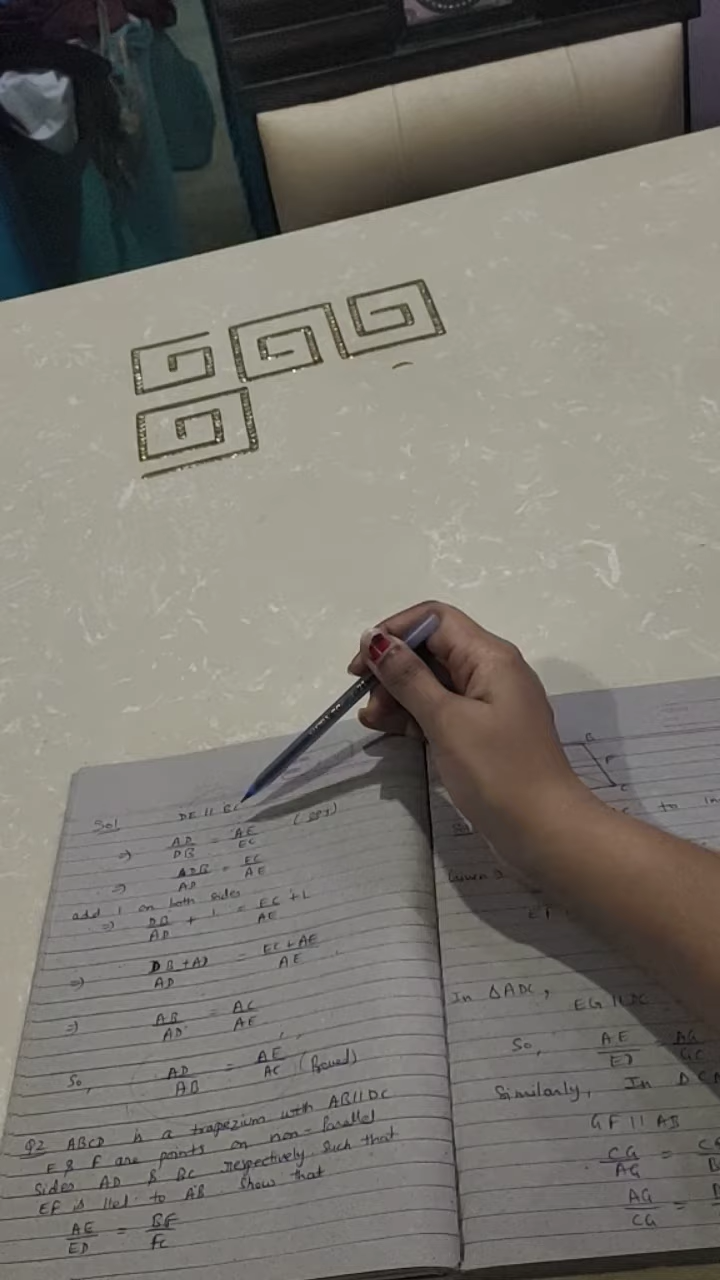 Sol DE || BC
⇒ AD/DB = AE/EC (BPT)
⇒ DB/AD = EC/AE
add 1 on both sides
⇒ DB/AD + 1 = EC/AE + 1
⇒ DB+AD/AD = EC+AE/AE
⇒ AB/AD = AC/AE
So, AD/AB = AE/AC (Proved)
Q2 ABCD is a trapezium with AB||DC
E & F are points on non-Parallel
sides AD & BC respectively such that
EF is llel to AB Show that
AE/ED = BF/FC
B
F
C
to
In ΔADC,
EG || DC
So, AE/ED = AG/GC
Similarly, In
GF || AB
CG/AG =
AG/CG =